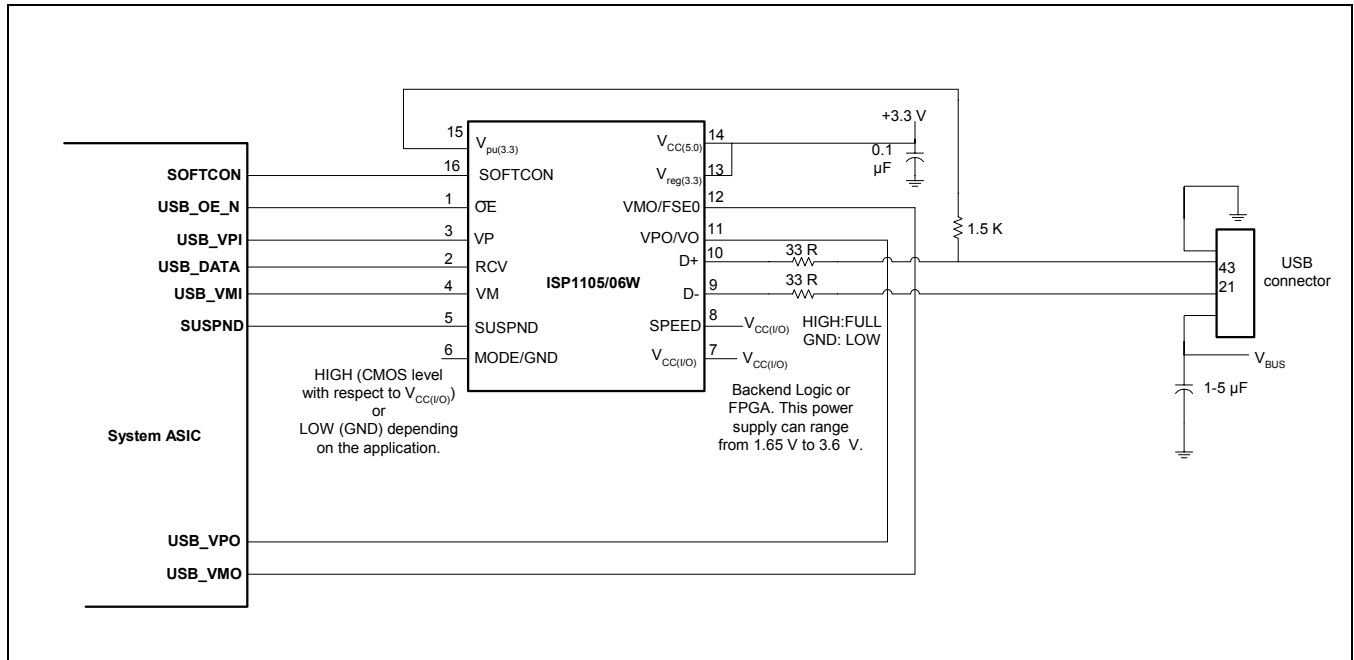 SOFTCON
USB_OE_N
USB_VPI
USB_DATA
USB_VMI
SUSPND
System ASIC
USB_VPO
USB_VMO
15
16
1
3
2
4
5
6
Vpu(3.3)
SOFTCON
OE
VP
RCV
VM
SUSPND
MODE/GND
ISP1105/06W
VCC(5.0)
Vreg(3.3)
VMO/FSE0
VPO/VO
D+
D-
SPEED
VCC(I/O)
14
13
12
11
10
9
8
7
HIGH (CMOS level
with respect to VCC(I/O))
or
LOW (GND) depending
on the application.
+3.3 V
0.1
µF
33 R
33 R
1.5 K
VCC(I/O)
HIGH:FULL
GND: LOW
VCC(I/O)
Backend Logic or
FPGA. This power
supply can range
from 1.65 V to 3.6 V.
43
21
USB
connector
VBUS
1-5 µF